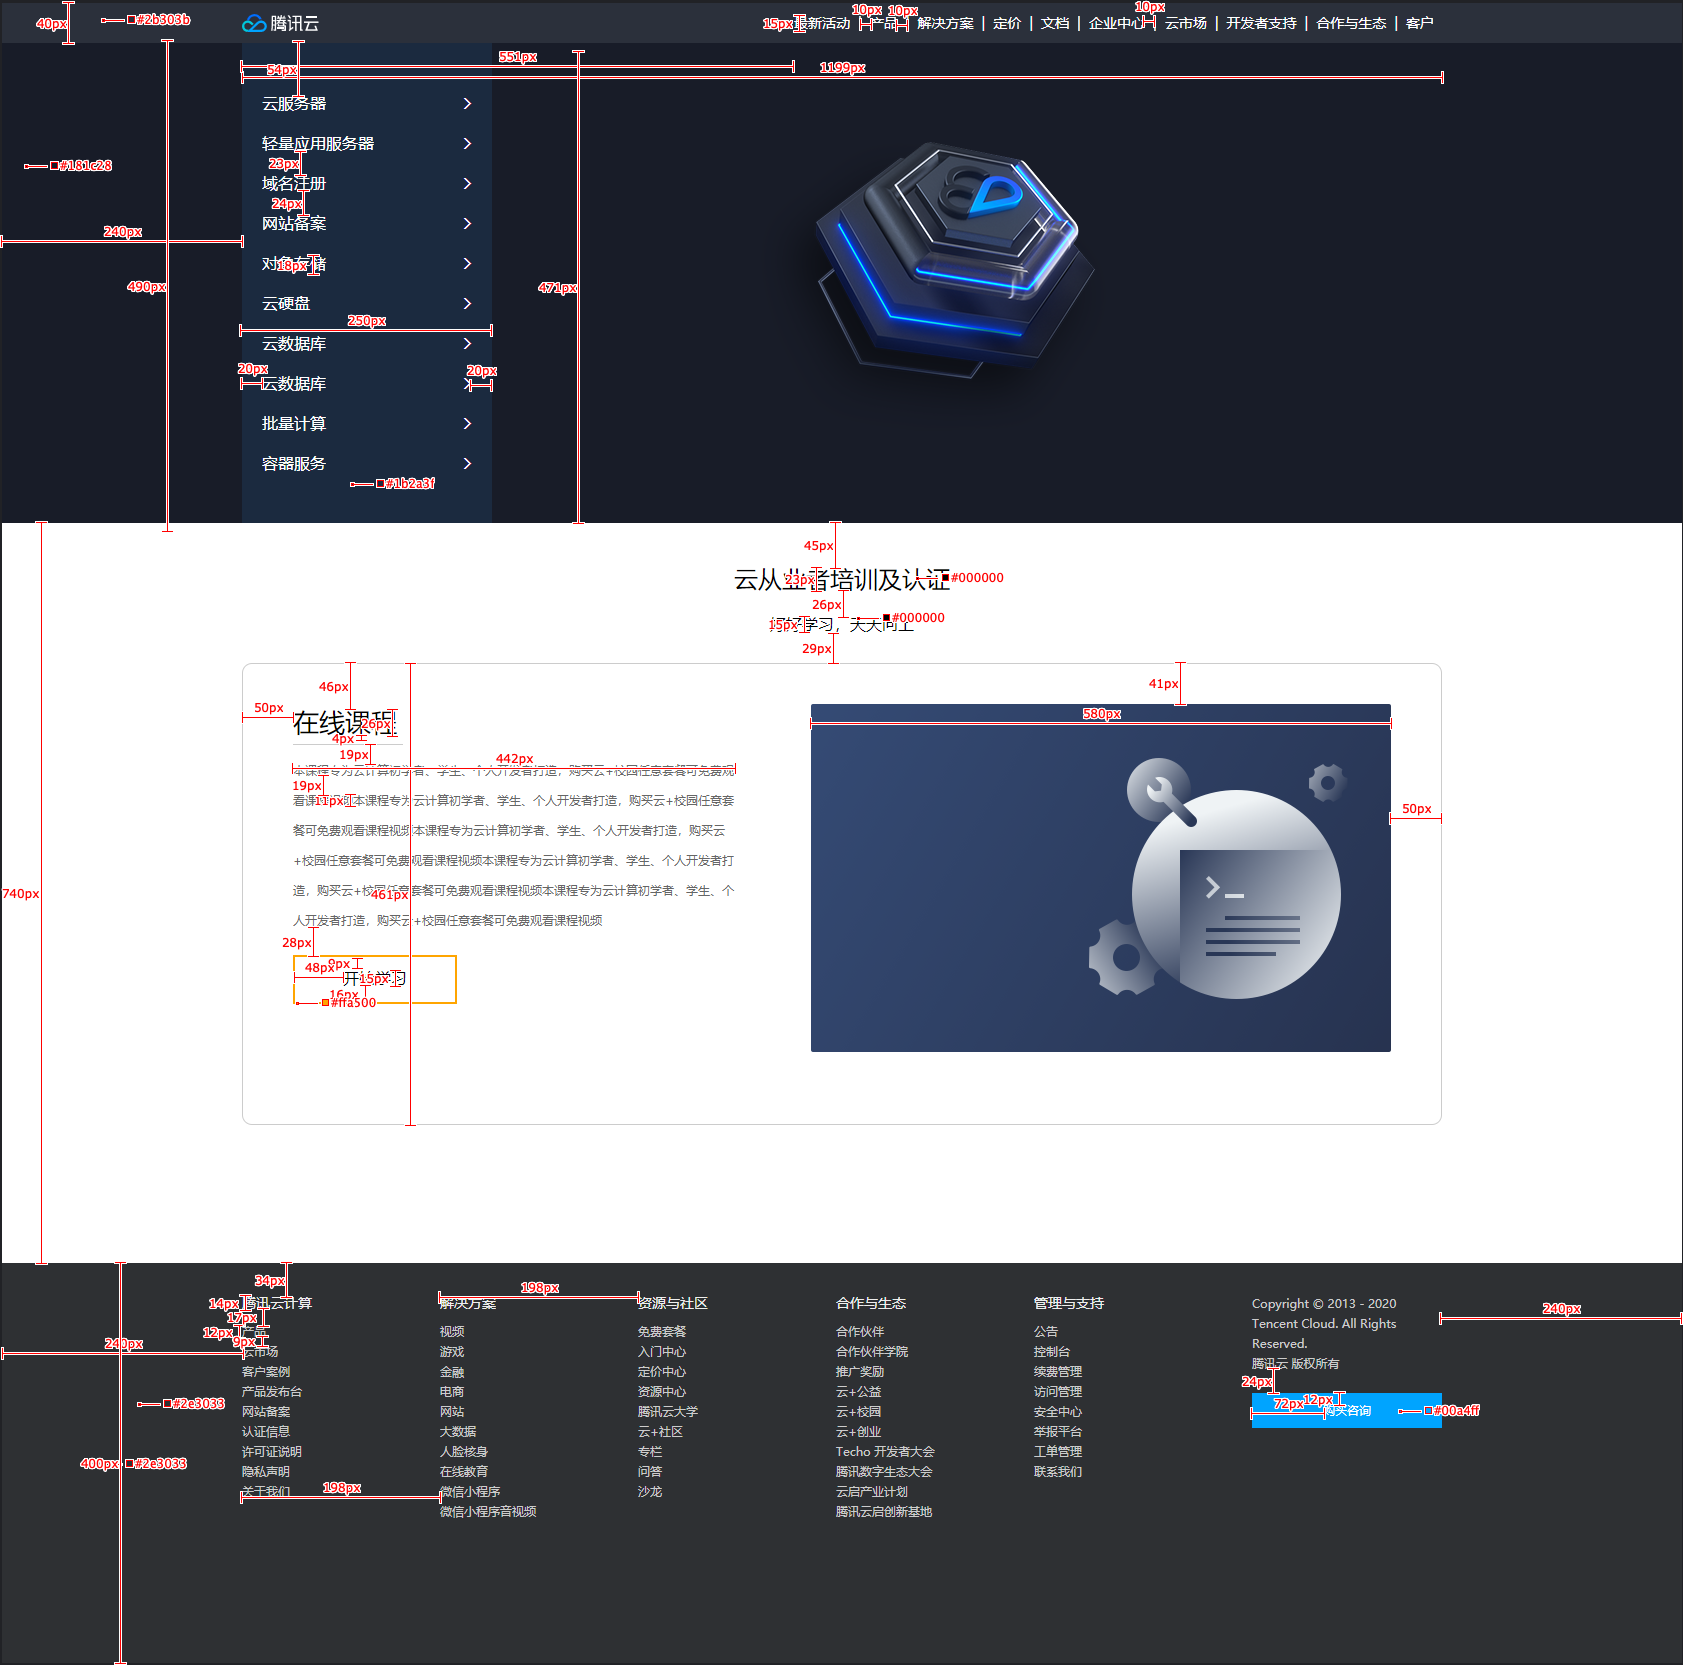 40px #2b303b 腾讯云 15px 最新活动 10px 产品 10px 解决方案 | 定价 | 文档 | 企业中心 10px 云市场 | 开发者支持 | 合作与生态 | 客户
551px
54px 1199px
云服务器
轻量应用服务器
#181c28 23px
域名注册
24px
网站备案
240px
对象存储
18px
490px 471px
云硬盘
250px
云数据库
20px 20px
云数据库
批量计算
容器服务
#1b2a3f
45px
云从业者培训及认证
23px #000000
26px
好好学习，天天向上
15px #000000
29px
46px 41px
50px 580px
在线课程
26px
4px
19px 442px
本课程专为云计算初学者、学生、个人开发者打造，购买云+校园任意套餐可免费观
19px
看课程视频本课程专为云计算初学者、学生、个人开发者打造，购买云+校园任意套
11px 50px
餐可免费观看课程视频本课程专为云计算初学者、学生、个人开发者打造，购买云
+校园任意套餐可免费观看课程视频本课程专为云计算初学者、学生、个人开发者打
造，购买云+校园任意套餐可免费观看课程视频本课程专为云计算初学者、学生、个
740px 461px
人开发者打造，购买云+校园任意套餐可免费观看课程视频
28px
9px
48px 开始学习 15px
16px
#ffa500
34px
198px 240px
14px 腾讯云计算 解决方案 资源与社区 合作与生态 管理与支持 Copyright © 2013 - 2020
17px Tencent Cloud. All Rights
12px 产品 视频 免费套餐 合作伙伴 公告 Reserved.
9px
240px 云市场 游戏 入门中心 合作伙伴学院 控制台 腾讯云 版权所有
客户案例 金融 定价中心 推广奖励 续费管理
24px
产品发布台 电商 资源中心 云+公益 访问管理
#2e3033 72px 12px
网站备案 网站 腾讯云大学 云+校园 安全中心 购买咨询 #00a4ff
认证信息 大数据 云+社区 云+创业 举报平台
许可证说明 人脸核身 专栏 Techo 开发者大会 工单管理
400px #2e3033
隐私声明 在线教育 问答 腾讯数字生态大会 联系我们
198px
关于我们 微信小程序 沙龙 云启产业计划
微信小程序音视频 腾讯云启创新基地